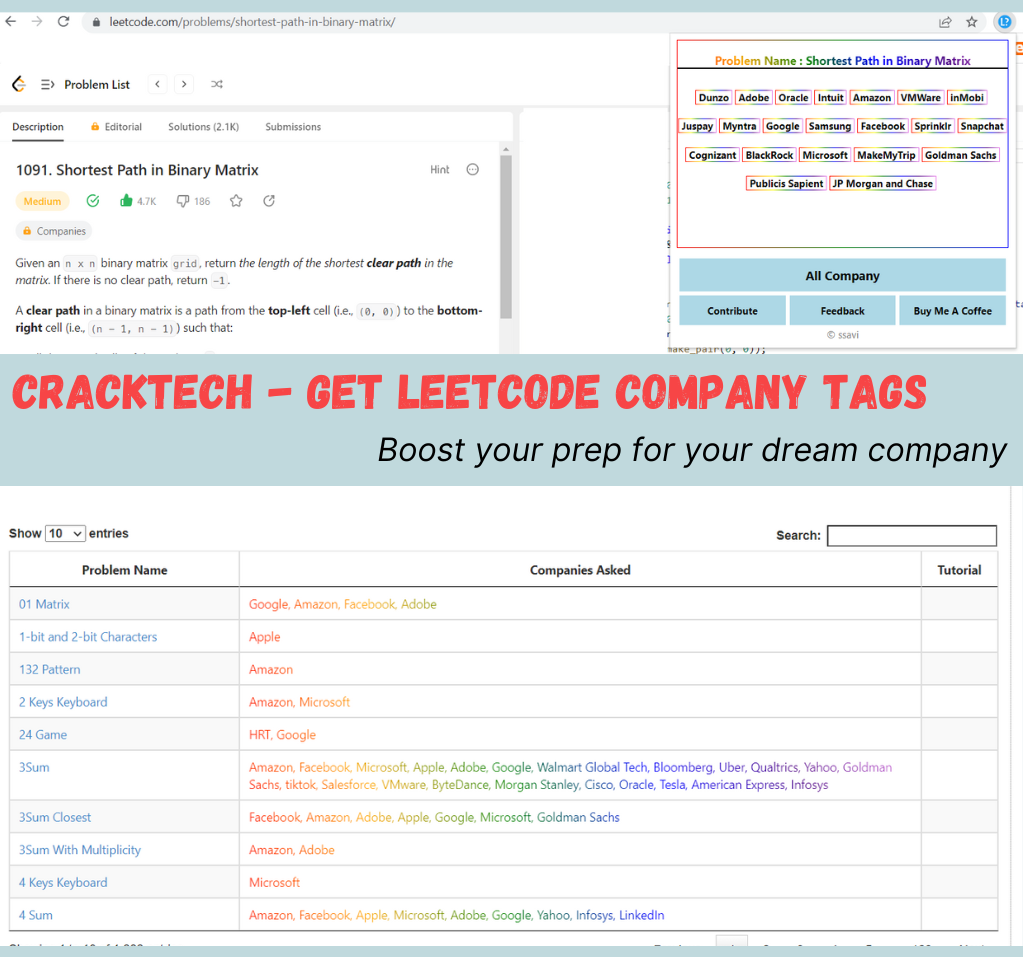 leetcode.com/problems/shortest-path-in-binary-matrix/
L?
Problem List
Description
Editorial
Solutions (2.1K)
Submissions
1091. Shortest Path in Binary Matrix
Hint
Medium
4.7K
186
Companies
Given an n x n binary matrix grid, return the length of the shortest clear path in the
matrix. If there is no clear path, return -1.
A clear path in a binary matrix is a path from the top-left cell (i.e., (0, 0)) to the bottom-
right cell (i.e., (n - 1, n - 1)) such that:
Problem Name : Shortest Path in Binary Matrix
Dunzo Adobe Oracle Intuit Amazon VMWare inMobi
Juspay Myntra Google Samsung Facebook Sprinklr Snapchat
Cognizant BlackRock Microsoft MakeMyTrip Goldman Sachs
Publicis Sapient JP Morgan and Chase
All Company
Contribute Feedback Buy Me A Coffee
© ssavi
make_pair(0, 0));
CRACKTECH - GET LEETCODE COMPANY TAGS
Boost your prep for your dream company
Show 10 entries
Search:
Problem Name Companies Asked Tutorial
01 Matrix Google, Amazon, Facebook, Adobe
1-bit and 2-bit Characters Apple
132 Pattern Amazon
2 Keys Keyboard Amazon, Microsoft
24 Game HRT, Google
3Sum Amazon, Facebook, Microsoft, Apple, Adobe, Google, Walmart Global Tech, Bloomberg, Uber, Qualtrics, Yahoo, Goldman
Sachs, tiktok, Salesforce, VMware, ByteDance, Morgan Stanley, Cisco, Oracle, Tesla, American Express, Infosys
3Sum Closest Facebook, Amazon, Adobe, Apple, Google, Microsoft, Goldman Sachs
3Sum With Multiplicity Amazon, Adobe
4 Keys Keyboard Microsoft
4 Sum Amazon, Facebook, Apple, Microsoft, Adobe, Google, Yahoo, Infosys, LinkedIn